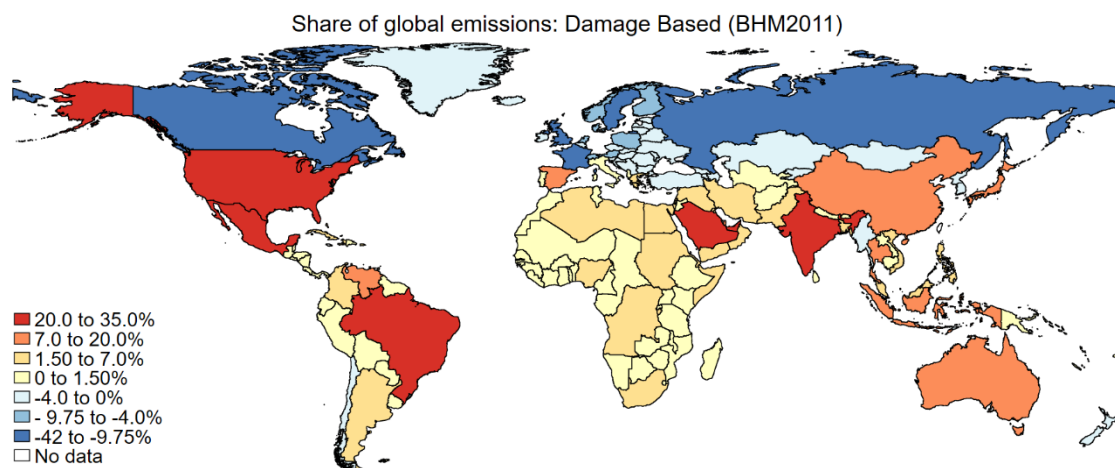 Share of global emissions: Damage Based (BHM2011)
20.0 to 35.0%
7.0 to 20.0%
1.50 to 7.0%
0 to 1.50%
-4.0 to 0%
- 9.75 to -4.0%
-42 to -9.75%
No data